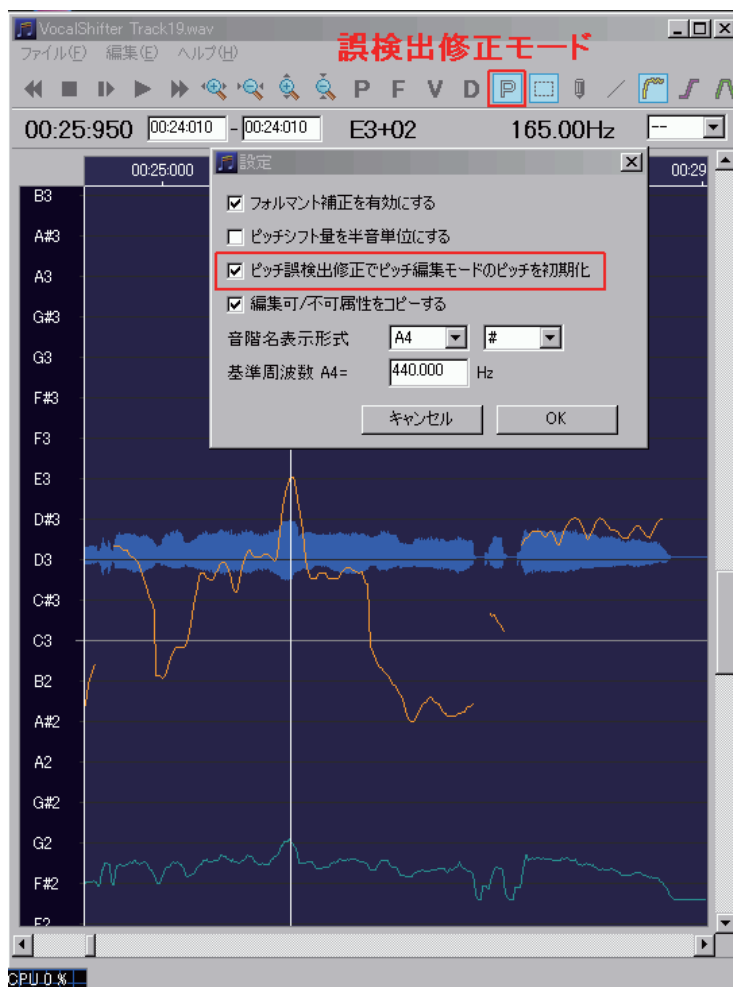 VocalShifter Track19.wav
誤検出修正モード
ファイル(F) 編集(E) ヘルプ(H)
P F V D P
00:25:950 00:24:010 - 00:24:010 E3+02 165.00Hz --
00:25:000 00:29
設定
フォルマント補正を有効にする
ピッチシフト量を半音単位にする
ピッチ誤検出修正でピッチ編集モードのピッチを初期化
編集可/不可属性をコピーする
音階名表示形式 A4 #
基準周波数 A4= 440.000 Hz
キャンセル OK
B3
A#3
A3
G#3
G3
F#3
F3
E3
D#3
D3
C#3
C3
B2
A#2
A2
G#2
G2
F#2
F2
CPU 0 %